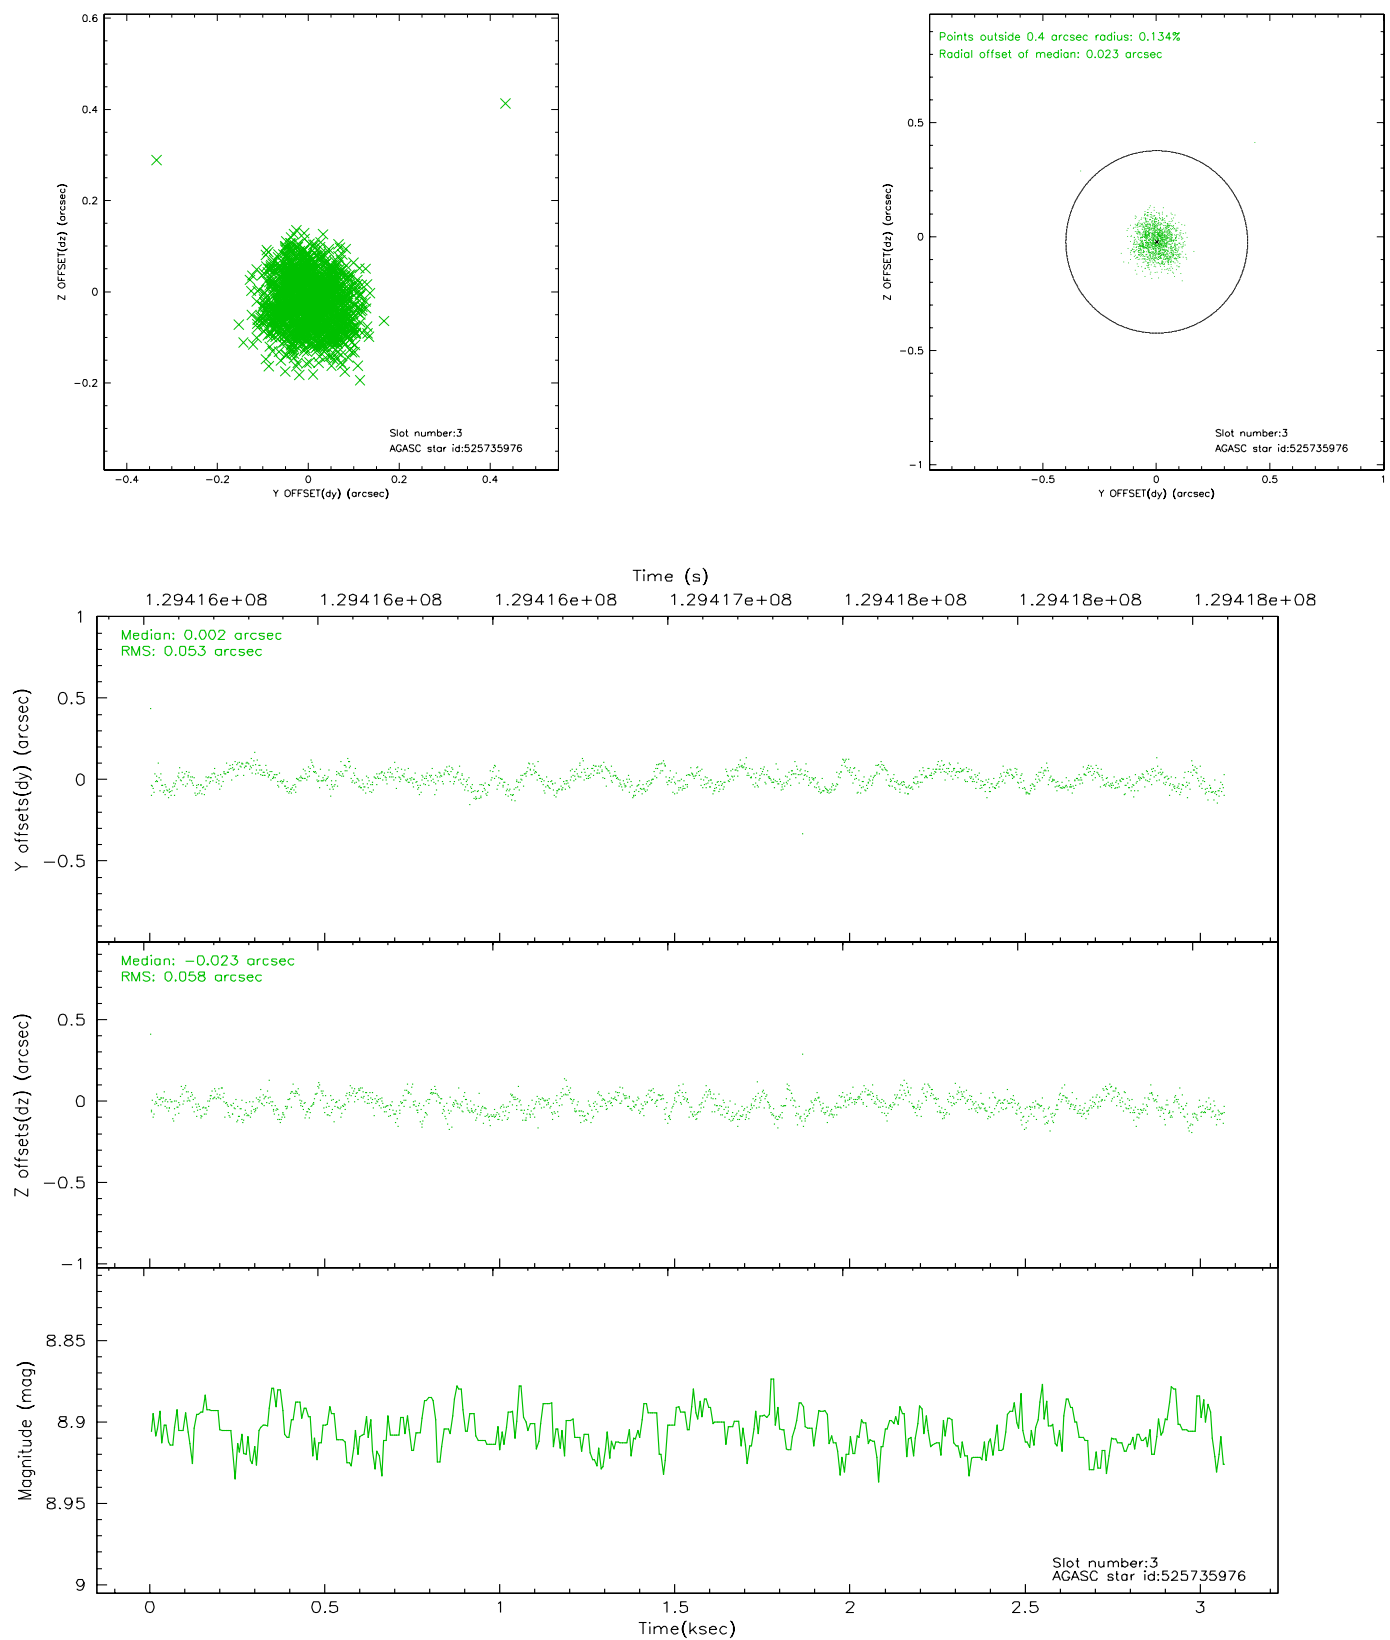 0.6
0.4
0.2
0
−0.2
Z OFFSET(dz) (arcsec)
Slot number:3
AGASC star id:525735976
−0.4 −0.2 0 0.2 0.4
Y OFFSET(dy) (arcsec)
Points outside 0.4 arcsec radius: 0.134%
Radial offset of median: 0.023 arcsec
0.5
0
−0.5
−1
Z OFFSET(dz) (arcsec)
Slot number:3
AGASC star id:525735976
−0.5 0 0.5 1
Y OFFSET(dy) (arcsec)
Time (s)
1.29416e+08 1.29416e+08 1.29416e+08 1.29417e+08 1.29418e+08 1.29418e+08 1.29418e+08
Median: 0.002 arcsec
RMS: 0.053 arcsec
1
0.5
0
−0.5
Y offsets(dy) (arcsec)
Median: −0.023 arcsec
RMS: 0.058 arcsec
0.5
0
−0.5
−1
Z offsets(dz) (arcsec)
8.85
8.9
8.95
9
Magnitude (mag)
Slot number:3
AGASC star id:525735976
0 0.5 1 1.5 2 2.5 3
Time(ksec)